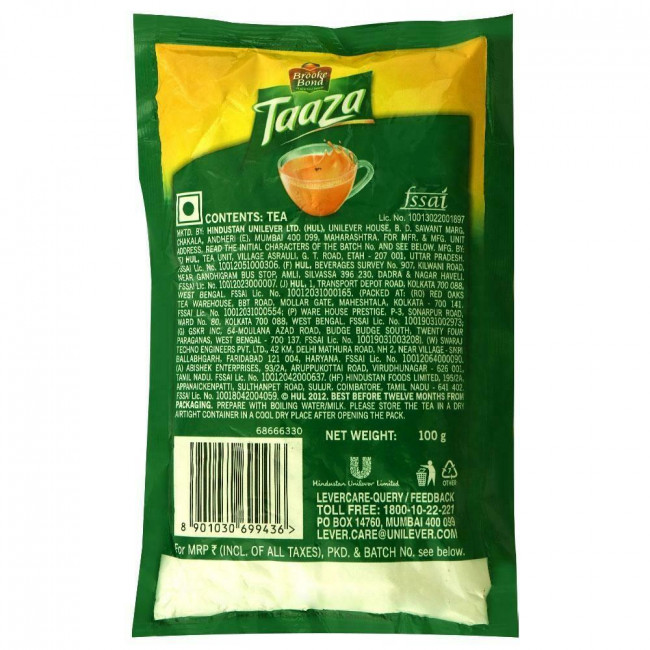 Brooke
Bond
Taaza
fssai
Lic. No. 10013022001897
CONTENTS: TEA
MKTD. BY: HINDUSTAN UNILEVER LTD. (HUL), UNILEVER HOUSE, B. D. SAWANT MARG,
CHAKALA, ANDHERI (E), MUMBAI 400 099, MAHARASHTRA. FOR MFR. & MFG. UNIT
ADDRESS, READ THE INITIAL CHARACTERS OF THE BATCH No. AND SEE BELOW. MFG. BY:
(E) HUL, TEA UNIT, VILLAGE ASRAULI, G. T. ROAD, ETAH - 207 001, UTTAR PRADESH.
FSSAI Lic. No. 10012051000306. (F) HUL, BEVERAGES SURVEY No. 907, KILWANI ROAD,
NEAR GANDHIGRAM BUS STOP, AMLI, SILVASSA 396 230, DADRA & NAGAR HAVELI.
FSSAI Lic. No. 10012023000007. (J) HUL, 1, TRANSPORT DEPOT ROAD, KOLKATA 700 088,
WEST BENGAL. FSSAI Lic. No. 10012031000165. (PACKED AT: (RO) RED OAKS
TEA WAREHOUSE, BBT ROAD, MOLLAR GATE, MAHESHTALA, KOLKATA - 700 141,
FSSAI Lic. No. 10012031000554; (P) WARE HOUSE PRESTIGE, P-3, SONARPUR ROAD,
WARD No. 80, KOLKATA 700 088, WEST BENGAL. FSSAI Lic. No. 10019031002973;
(G) GSKR INC, 64-MOULANA AZAD ROAD, BUDGE BUDGE SOUTH, TWENTY FOUR
PARAGANAS, WEST BENGAL - 700 137. FSSAI Lic. No. 10019031003208). (W) SWARAJ
TECHNO ENGINEERS PVT. LTD., 42 KM, DELHI MATHURA ROAD, NH 2, NEAR VILLAGE - SIKRI,
BALLABHGARH, FARIDABAD 121 004, HARYANA. FSSAI Lic. No. 10012064000090.
(A) ABISHEK ENTERPRISES, 93/2A, ARUPPUKOTTAI ROAD, VIRUDHUNAGAR - 626 001,
TAMIL NADU. FSSAI Lic. No. 10012042000637. (HF) HINDUSTAN FOODS LIMITED, 195/2A,
APPANAICKENPATTI, SULTHANPET ROAD, SULUR, COIMBATORE, TAMIL NADU - 641 402.
FSSAI Lic. No. 10018042004059. © HUL 2012. BEST BEFORE TWELVE MONTHS FROM
PACKAGING. PREPARE WITH BOILING WATER/MILK. PLEASE STORE THE TEA IN A DRY
AIRTIGHT CONTAINER IN A COOL DRY PLACE AFTER OPENING THE PACK.
68666330
NET WEIGHT: 100 g
8 901030 699436
Hindustan Unilever Limited
7
OTHER
LEVERCARE-QUERY / FEEDBACK
TOLL FREE: 1800-10-22-221
PO BOX 14760, MUMBAI 400 099
LEVER.CARE@UNILEVER.COM
For MRP ₹ (INCL. OF ALL TAXES), PKD. & BATCH No. see below.